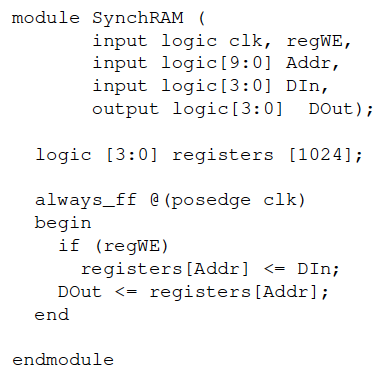 module SynchRAM (
input logic clk, regWE,
input logic[9:0] Addr,
input logic[3:0] DIn,
output logic[3:0] DOut);
logic [3:0] registers [1024];
always_ff @(posedge clk)
begin
if (regWE)
registers[Addr] <= DIn;
DOut <= registers[Addr];
end
endmodule